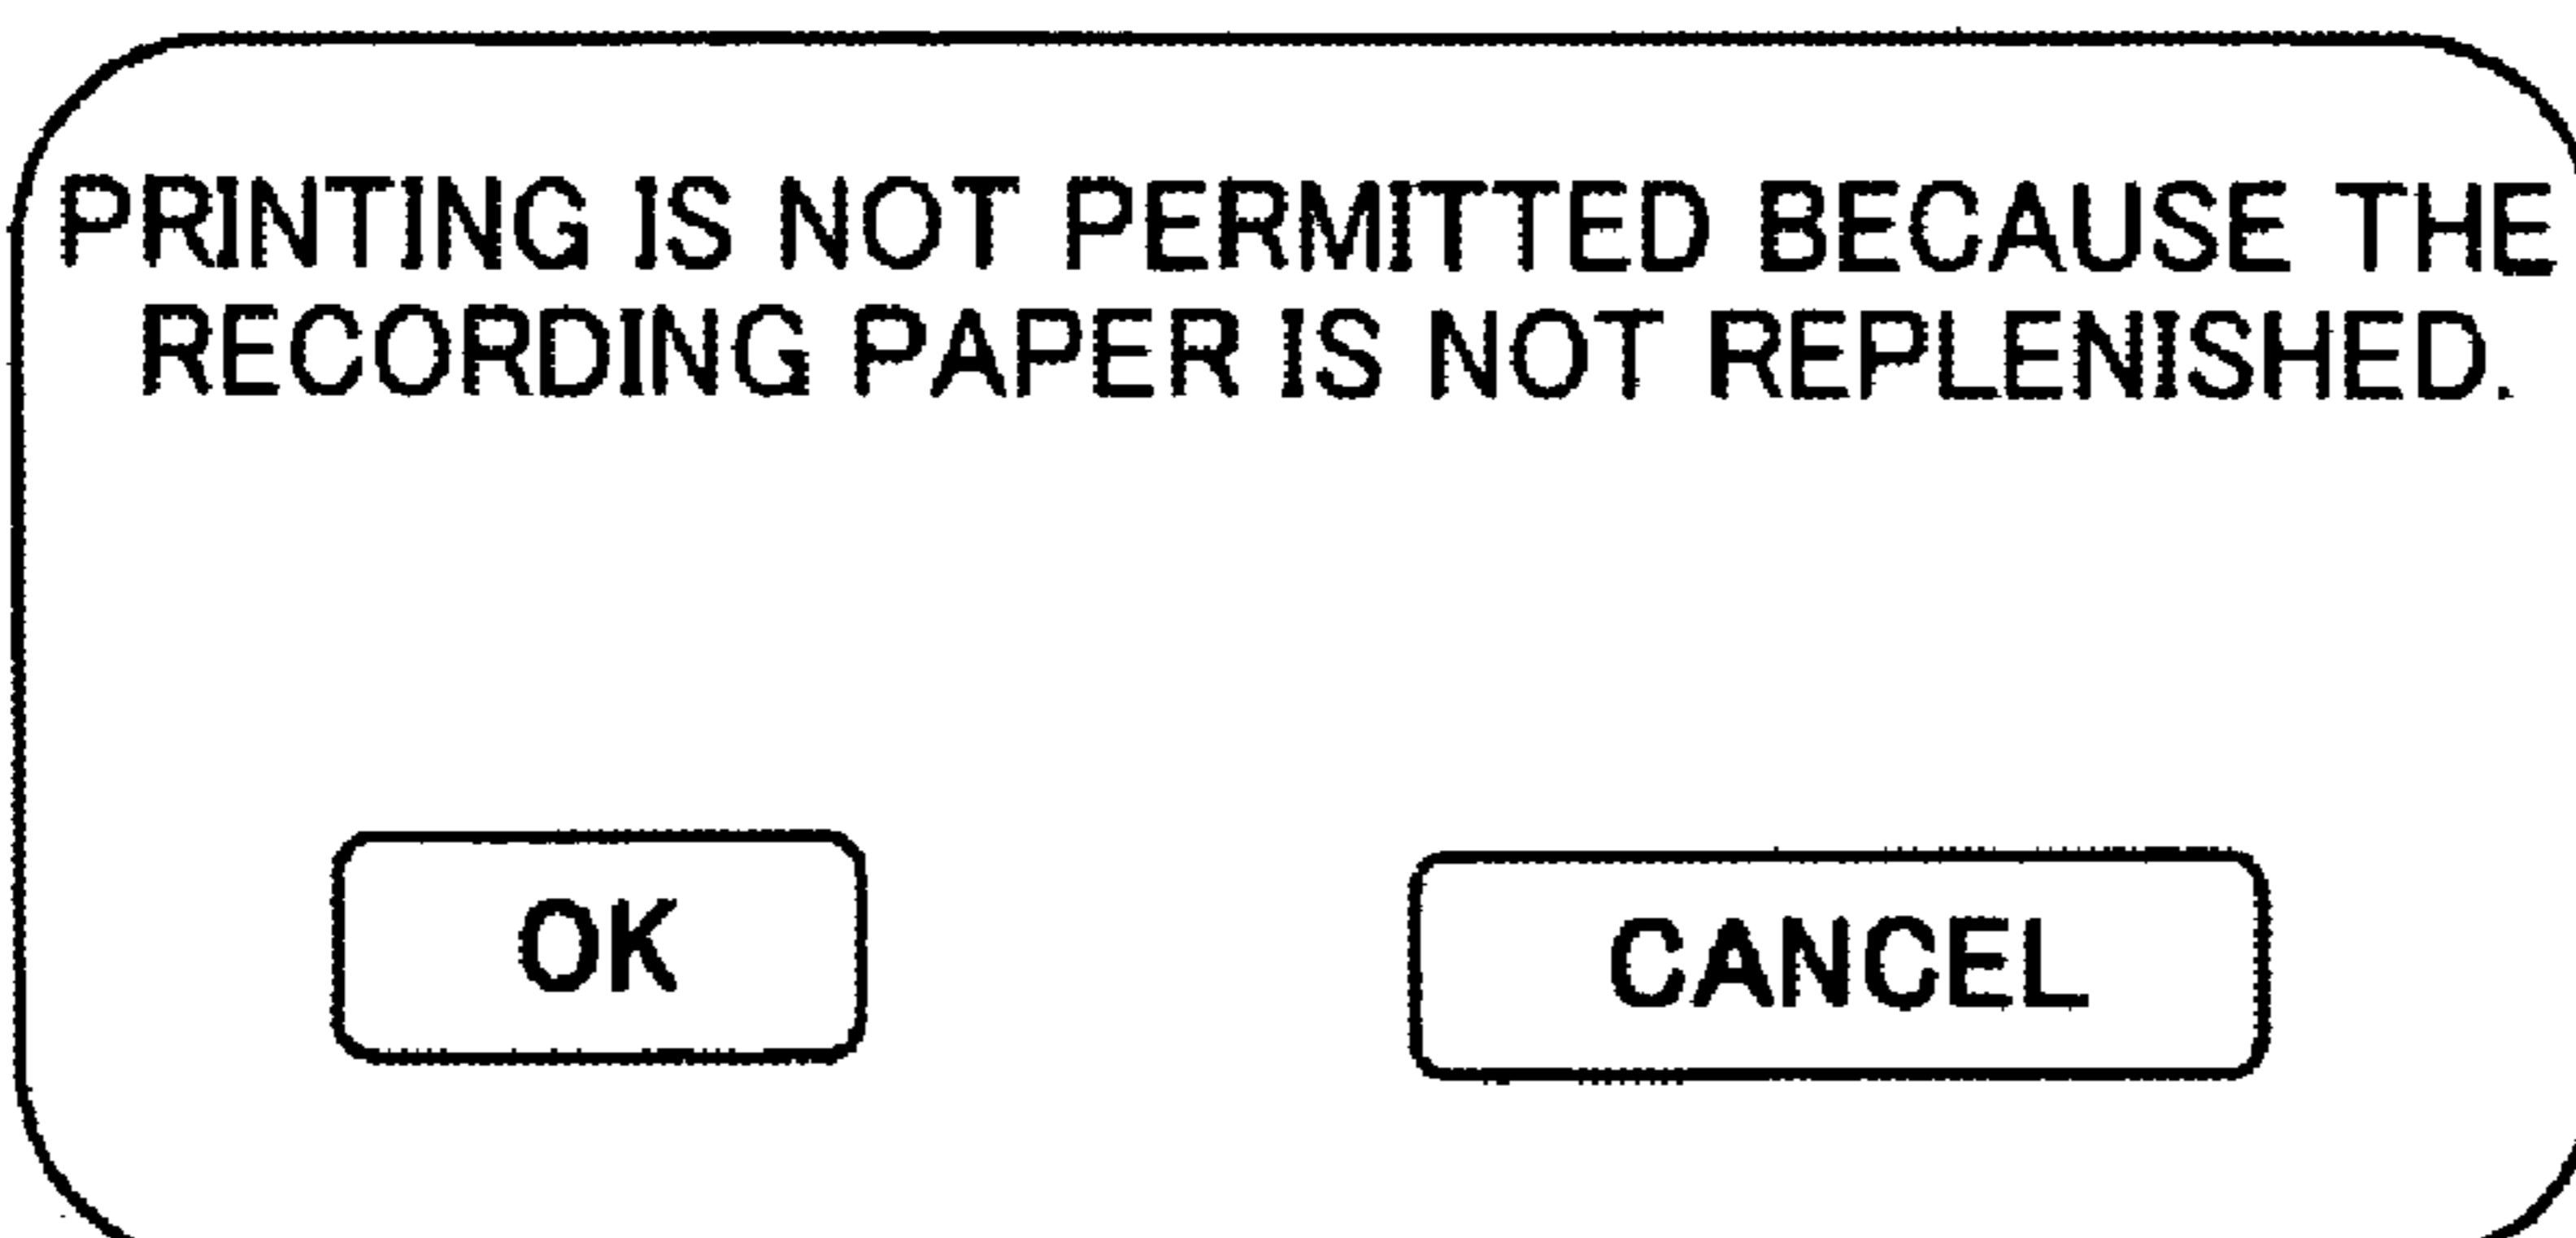 PRINTING IS NOT PERMITTED BECAUSE THE
RECORDING PAPER IS NOT REPLENISHED.
OK
CANCEL